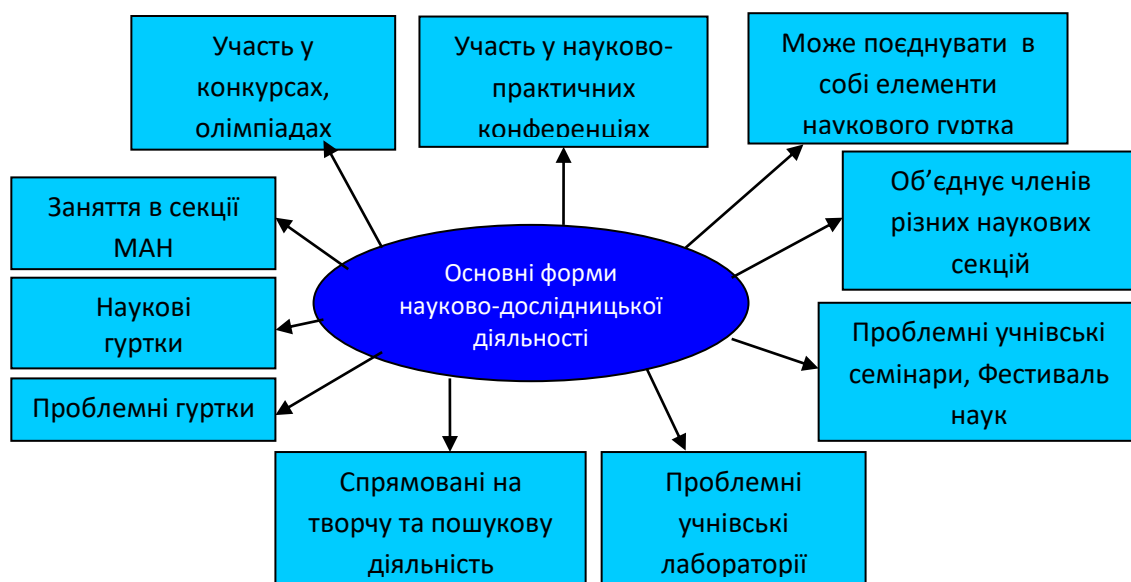 Участь у
конкурсах,
олімпіадах
Участь у науково-
практичних
конференціях
Може поєднувати в
собі елементи
наукового гуртка
Заняття в секції
МАН
Об’єднує членів
різних наукових
секцій
Основні форми
науково-дослідницької
діяльності
Наукові
гуртки
Проблемні учнівські
семінари, Фестиваль
наук
Проблемні гуртки
Спрямовані на
творчу та пошукову
діяльність
Проблемні
учнівські
лабораторії